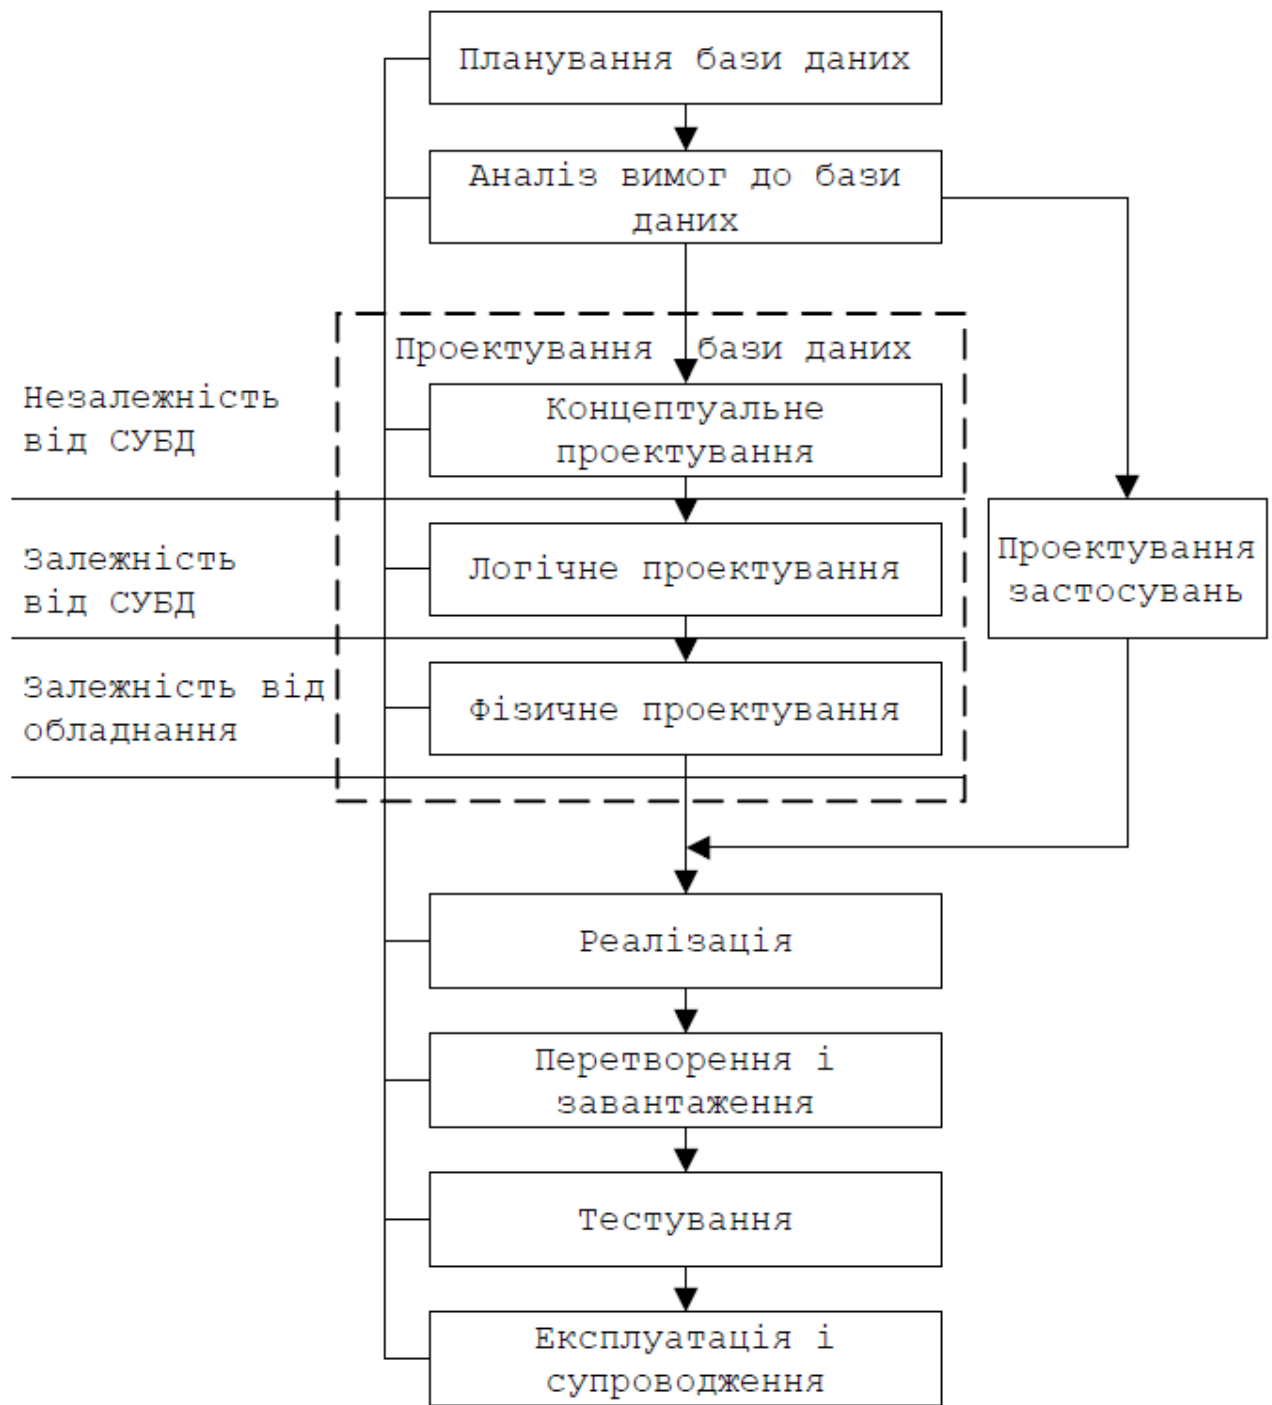 Планування бази даних
Аналіз вимог до бази
даних
Проектування бази даних
Незалежність
від СУБД
Концептуальне
проектування
Залежність
від СУБД
Логічне проектування
Проектування
застосувань
Залежність від
обладнання
Фізичне проектування
Реалізація
Перетворення і
завантаження
Тестування
Експлуатація і
супроводження